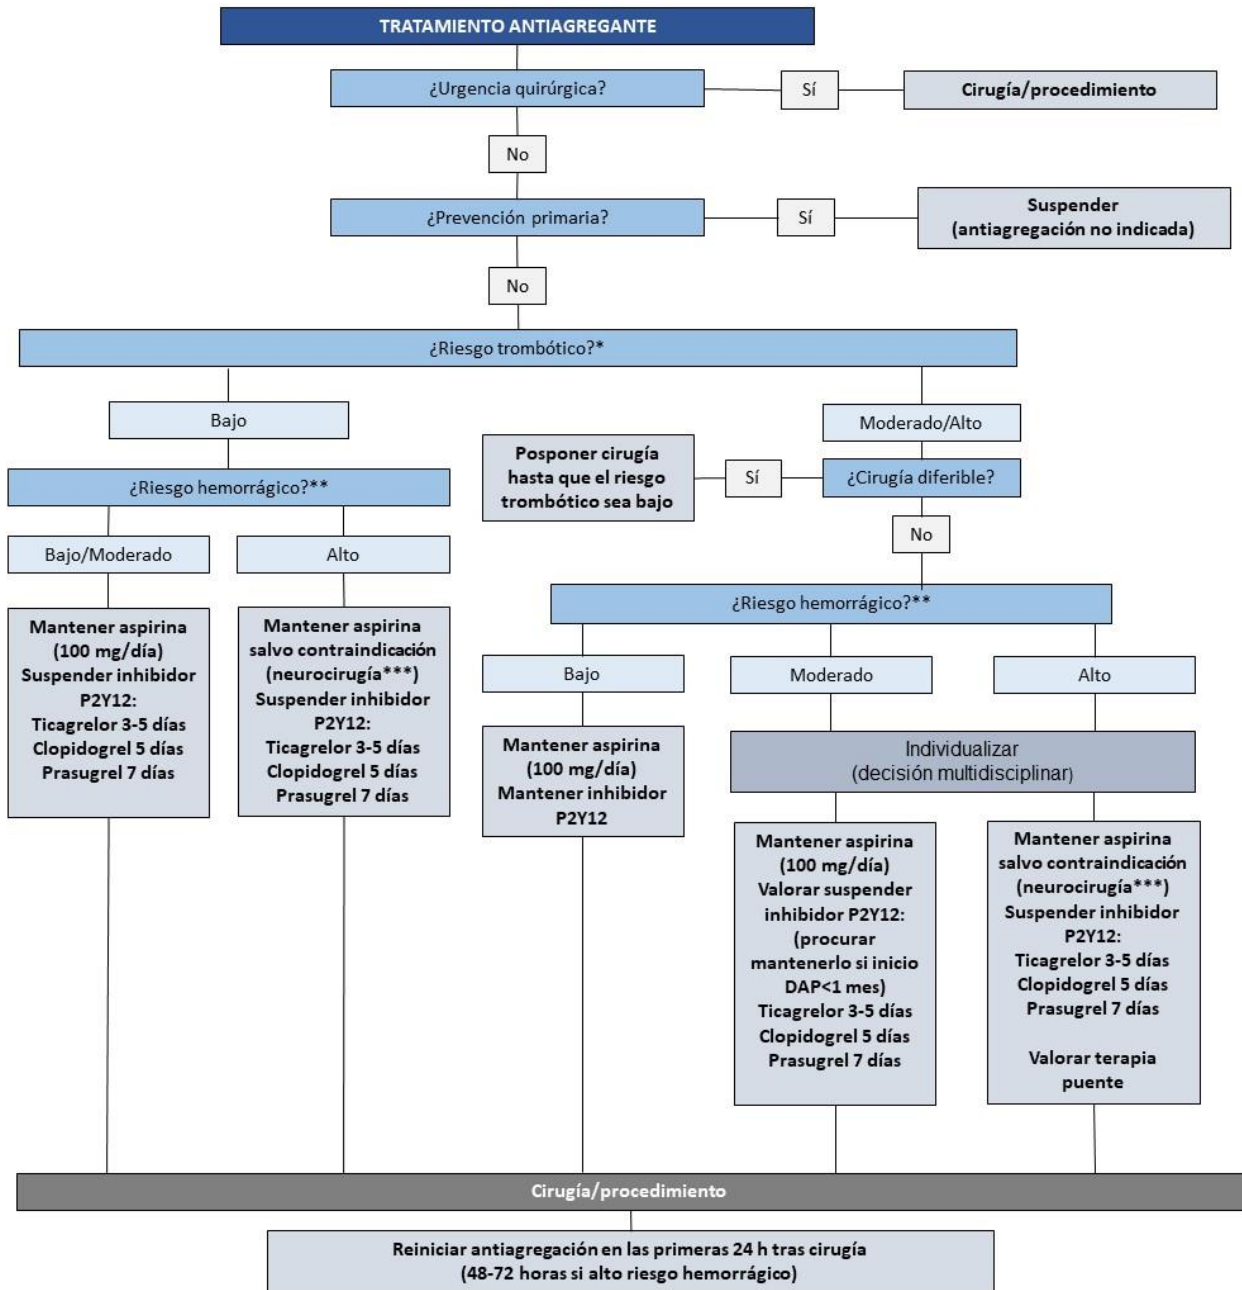 TRATAMIENTO ANTIAGREGANTE
¿Urgencia quirúrgica?
Sí
Cirugía/procedimiento
No
¿Prevención primaria?
Sí
Suspender
(antiagregación no indicada)
No
¿Riesgo trombótico?*
Bajo
Moderado/Alto
¿Riesgo hemorrágico?**
Bajo/Moderado
Alto
Mantener aspirina
(100 mg/día)
Suspender inhibidor
P2Y12:
Ticagrelor 3-5 días
Clopidogrel 5 días
Prasugrel 7 días
Mantener aspirina
salvo contraindicación
(neurocirugía***)
Suspender inhibidor
P2Y12:
Ticagrelor 3-5 días
Clopidogrel 5 días
Prasugrel 7 días
¿Cirugía diferible?
Sí
Posponer cirugía
hasta que el riesgo
trombótico sea bajo
No
¿Riesgo hemorrágico?**
Bajo
Moderado
Alto
Mantener aspirina
(100 mg/día)
Mantener inhibidor
P2Y12
Individualizar
(decisión multidisciplinar)
Mantener aspirina
(100 mg/día)
Valorar suspender
inhibidor P2Y12:
(procurar
mantenerlo si inicio
DAP<1 mes)
Ticagrelor 3-5 días
Clopidogrel 5 días
Prasugrel 7 días
Mantener aspirina
salvo contraindicación
(neurocirugía***)
Suspender inhibidor
P2Y12:
Ticagrelor 3-5 días
Clopidogrel 5 días
Prasugrel 7 días
Valorar terapia
puente
Cirugía/procedimiento
Reiniciar antiagregación en las primeras 24 h tras cirugía
(48-72 horas si alto riesgo hemorrágico)